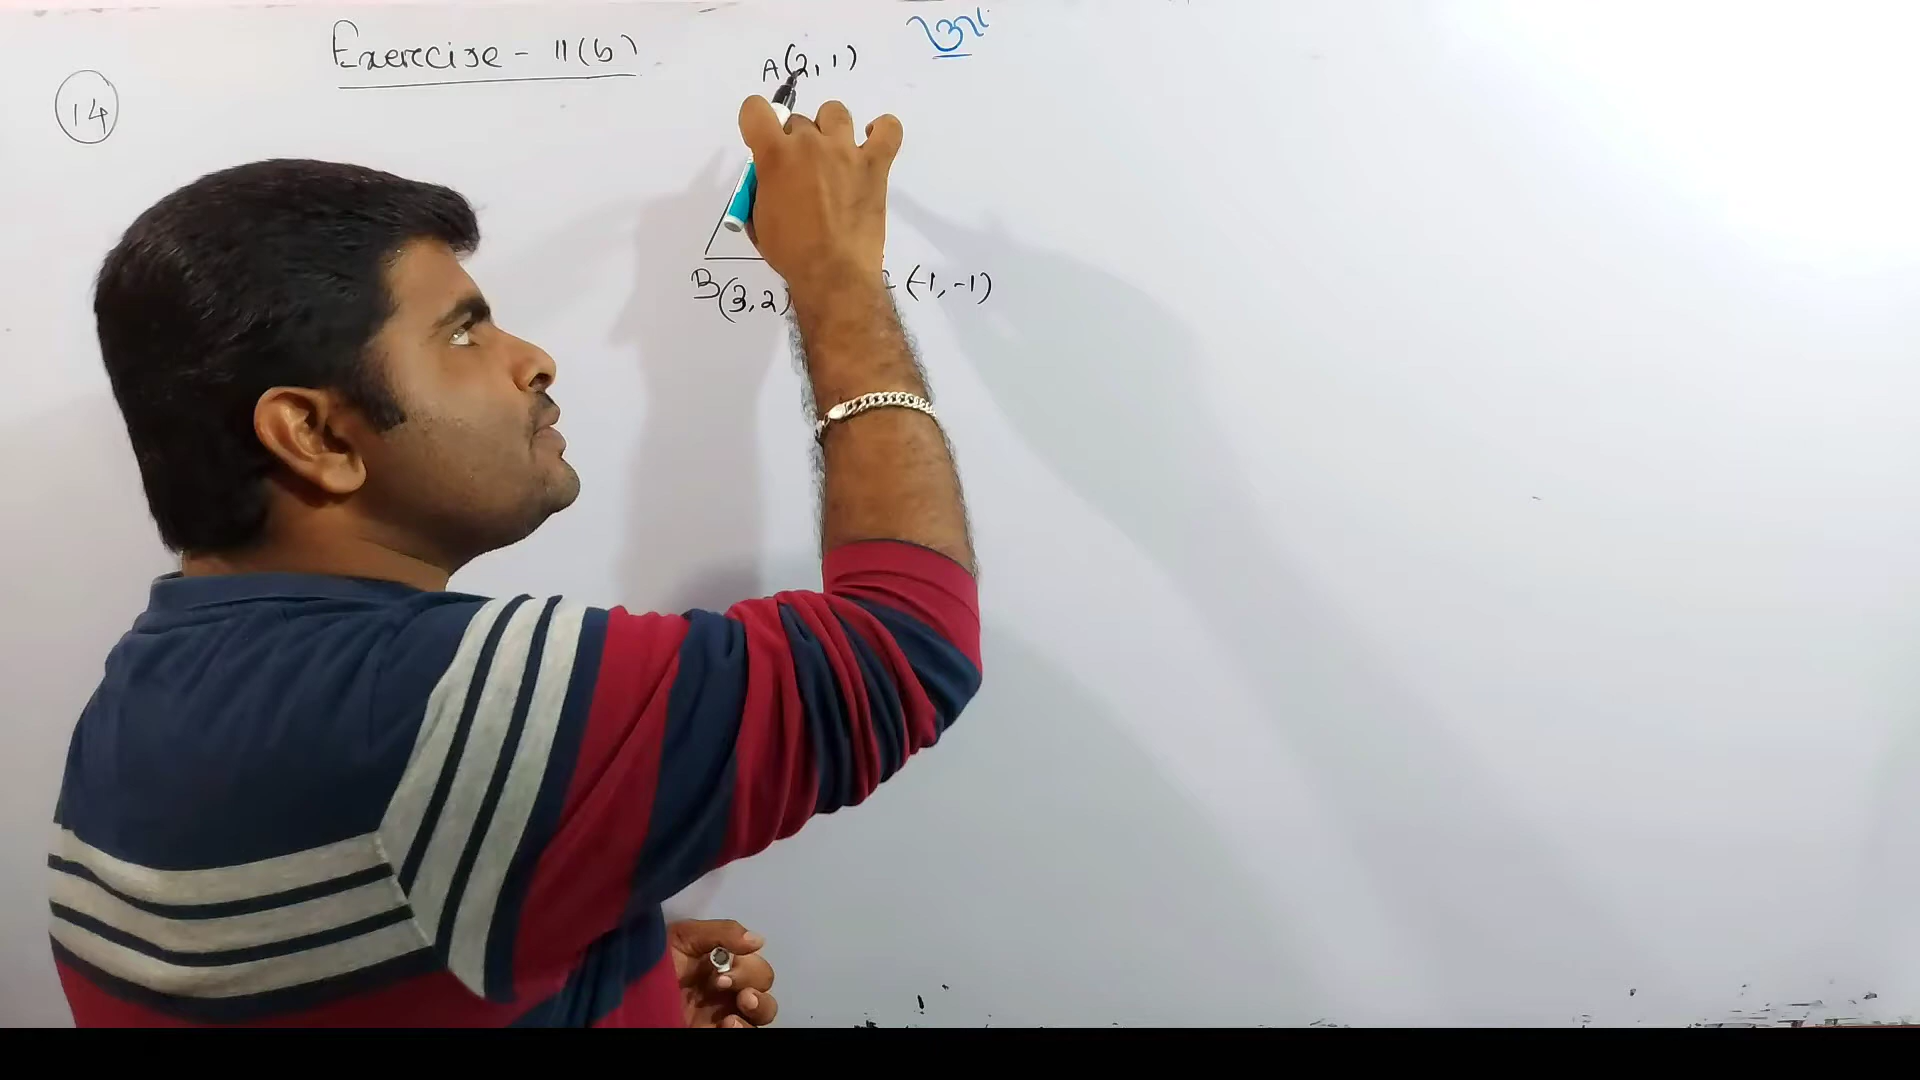 Exercise - 11(b)
14
A(2, 1)
B(3, 2)
C (-1, -1)